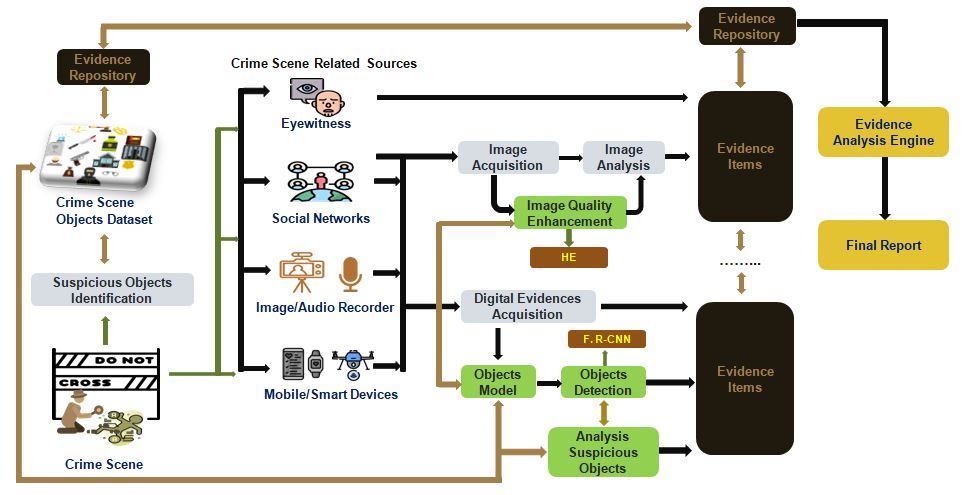 Evidence
Repository
Evidence
Repository
Crime Scene Related Sources
Eyewitness
Image
Acquisition
Image
Analysis
Evidence
Items
Evidence
Analysis Engine
Crime Scene
Objects Dataset
Social Networks
Image Quality
Enhancement
HE
Final Report
……...
Suspicious Objects
Identification
Image/Audio Recorder
Digital Evidences
Acquisition
F. R-CNN
DO NOT
CROSS
Mobile/Smart Devices
Objects
Model
Objects
Detection
Evidence
Items
Analysis
Suspicious
Objects
Crime Scene